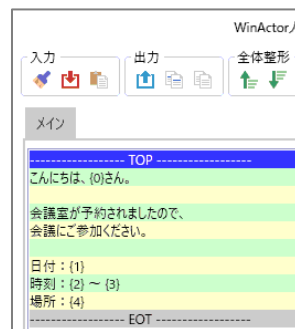 WinActor
入力
出力
全体整形
メイン
----------------- TOP -----------------
こんにちは、{0}さん。
会議室が予約されましたので、
会議にご参加ください。
日付：{1}
時刻：{2} ～ {3}
場所：{4}
----------------- EOT -----------------